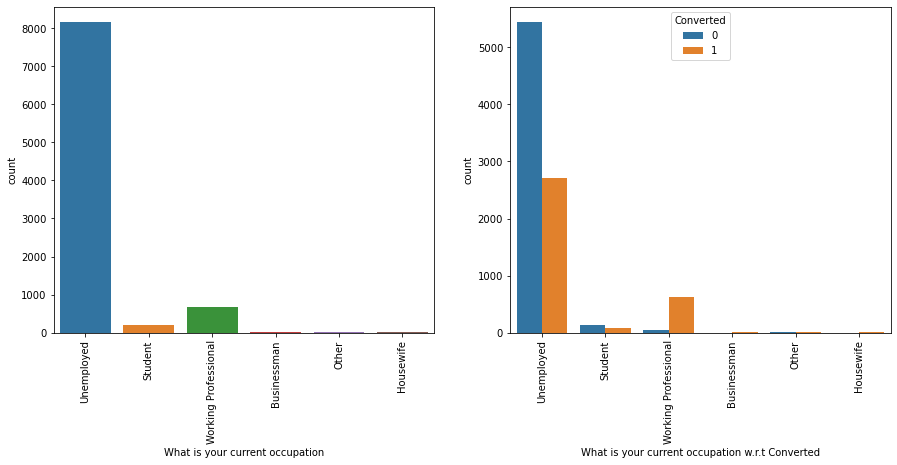 8000
7000
6000
5000
4000
3000
2000
1000
0
count
Unemployed
Student
Working Professional
Businessman
Other
Housewife
What is your current occupation
Converted
0
1
5000
4000
3000
2000
1000
0
count
Unemployed
Student
Working Professional
Businessman
Other
Housewife
What is your current occupation w.r.t Converted